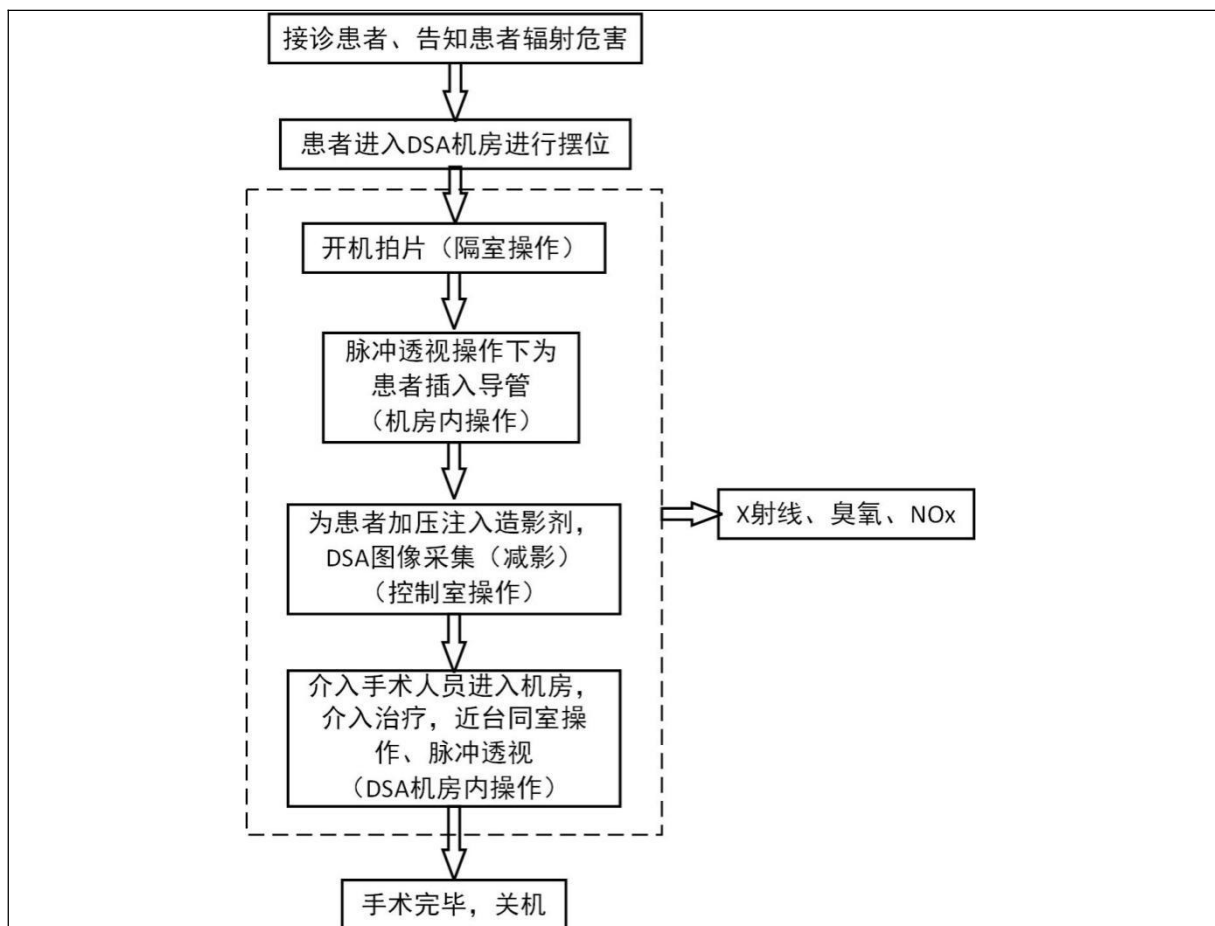 接诊患者、告知患者辐射危害
患者进入DSA机房进行摆位
开机拍片（隔室操作）
脉冲透视操作下为
患者插入导管
（机房内操作）
为患者加压注入造影剂，
DSA图像采集（减影）
（控制室操作）
X射线、臭氧、NOx
介入手术人员进入机房，
介入治疗，近台同室操
作、脉冲透视
（DSA机房内操作）
手术完毕，关机